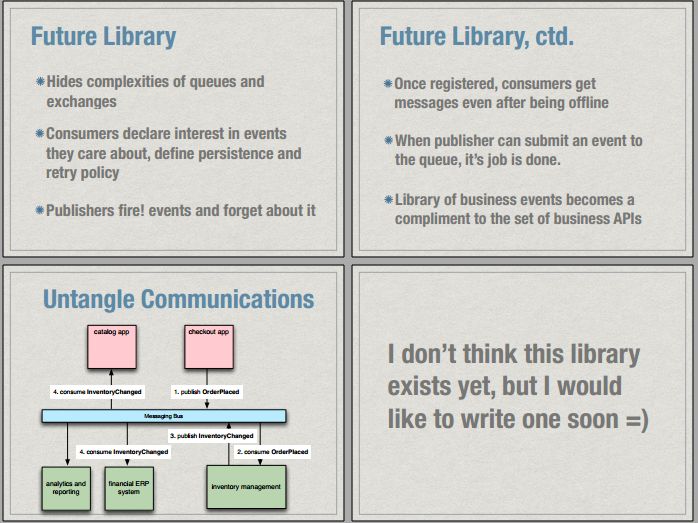 Future Library
Hides complexities of queues and
exchanges
Consumers declare interest in events
they care about, define persistence and
retry policy
Publishers fire! events and forget about it
Future Library, ctd.
Once registered, consumers get
messages even after being offline
When publisher can submit an event to
the queue, it's job is done.
Library of business events becomes a
compliment to the set of business APIs
Untangle Communications
catalog app
checkout app
4. consume InventoryChanged
1. publish OrderPlaced
Messaging Bus
3. publish InventoryChanged
4. consume InventoryChanged
2. consume OrderPlaced
analytics and
reporting
financial ERP
system
inventory management
I don't think this library
exists yet, but I would
like to write one soon =)